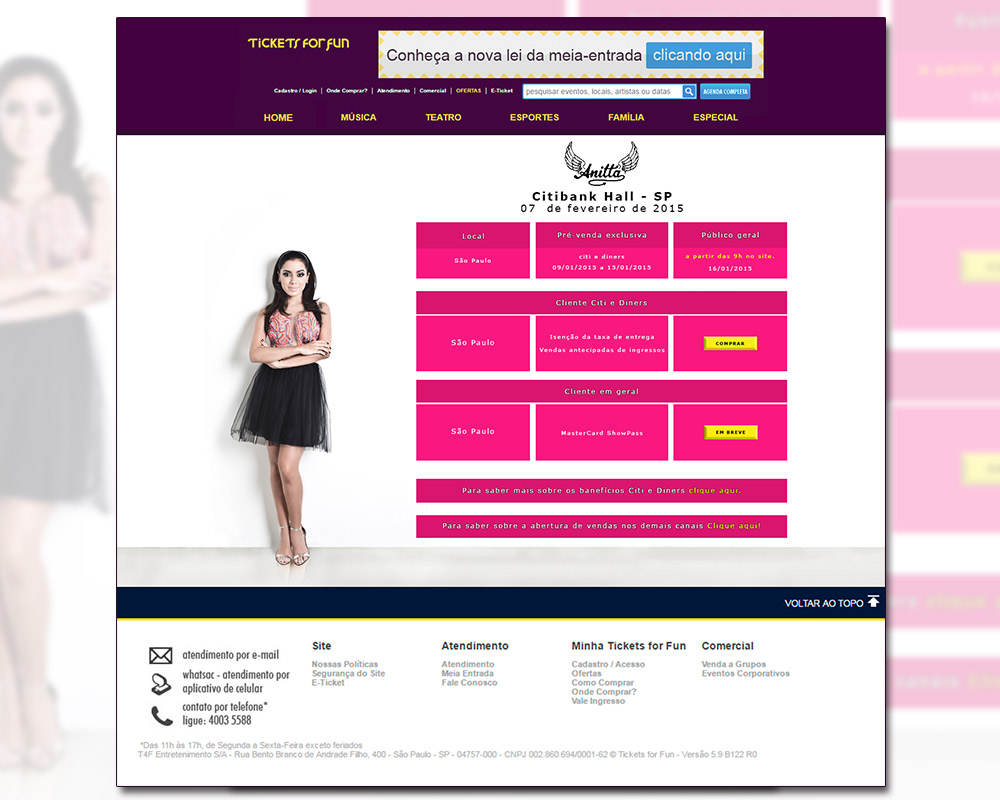 TICKETS FOR FUN
Conheça a nova lei da meia-entrada clicando aqui
Cadastro / Login | Onde Comprar? | Atendimento | Comercial | OFERTAS | E-Ticket
pesquisar eventos, locais, artistas ou datas
AGENDA COMPLETA
HOME MÚSICA TEATRO ESPORTES FAMÍLIA ESPECIAL
Anitta
Citibank Hall - SP
07 de fevereiro de 2015
Local Pré-venda exclusiva Público geral
São Paulo
citi e diners
09/01/2015 a 15/01/2015
a partir das 9h no site.
16/01/2015
Cliente Citi e Diners
São Paulo
Isenção da taxa de entrega
Vendas antecipadas de ingressos
COMPRAR
Cliente em geral
São Paulo MasterCard ShowPass EM BREVE
Para saber mais sobre os banefícios Citi e Diners clique aqui.
Para saber sobre a abertura de vendas nos demais canais Clique aqui!
VOLTAR AO TOPO
atendimento por e-mail
whatsac - atendimento por
aplicativo de celular
contato por telefone*
ligue: 4003 5588
Site
Nossas Políticas
Segurança do Site
E-Ticket
Atendimento
Atendimento
Meia Entrada
Fale Conosco
Minha Tickets for Fun
Cadastro / Acesso
Ofertas
Como Comprar
Onde Comprar?
Vale Ingresso
Comercial
Venda a Grupos
Eventos Corporativos
*Das 11h às 17h, de Segunda a Sexta-Feira exceto feriados
T4F Entretenimento S/A - Rua Bento Branco de Andrade Filho, 400 - São Paulo - SP - 04757-000 - CNPJ 002.860.694/0001-62 © Tickets for Fun - Versão 5.9 B122 R0